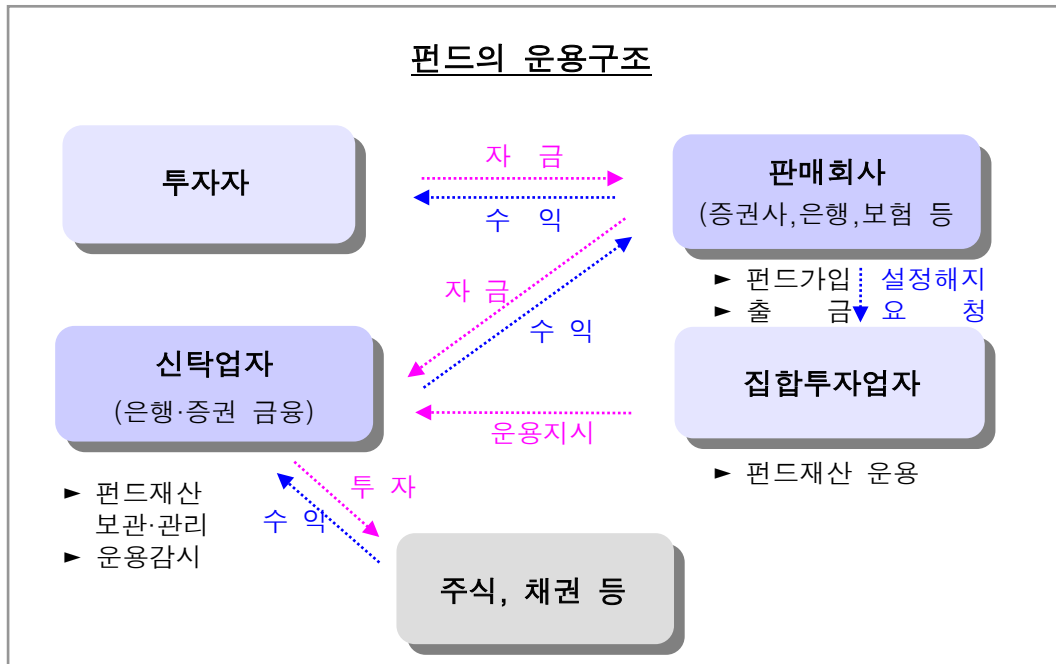 펀드의 운용구조
투자자
자 금
수 익
판매회사
(증권사,은행,보험 등
► 펀드가입
► 출 금
설정해지
요 청
자 금
수 익
신탁업자
(은행·증권 금융)
집합투자업자
운용지시
► 펀드재산 운용
► 펀드재산
보관·관리
► 운용감시
투 자
수 익
주식, 채권 등